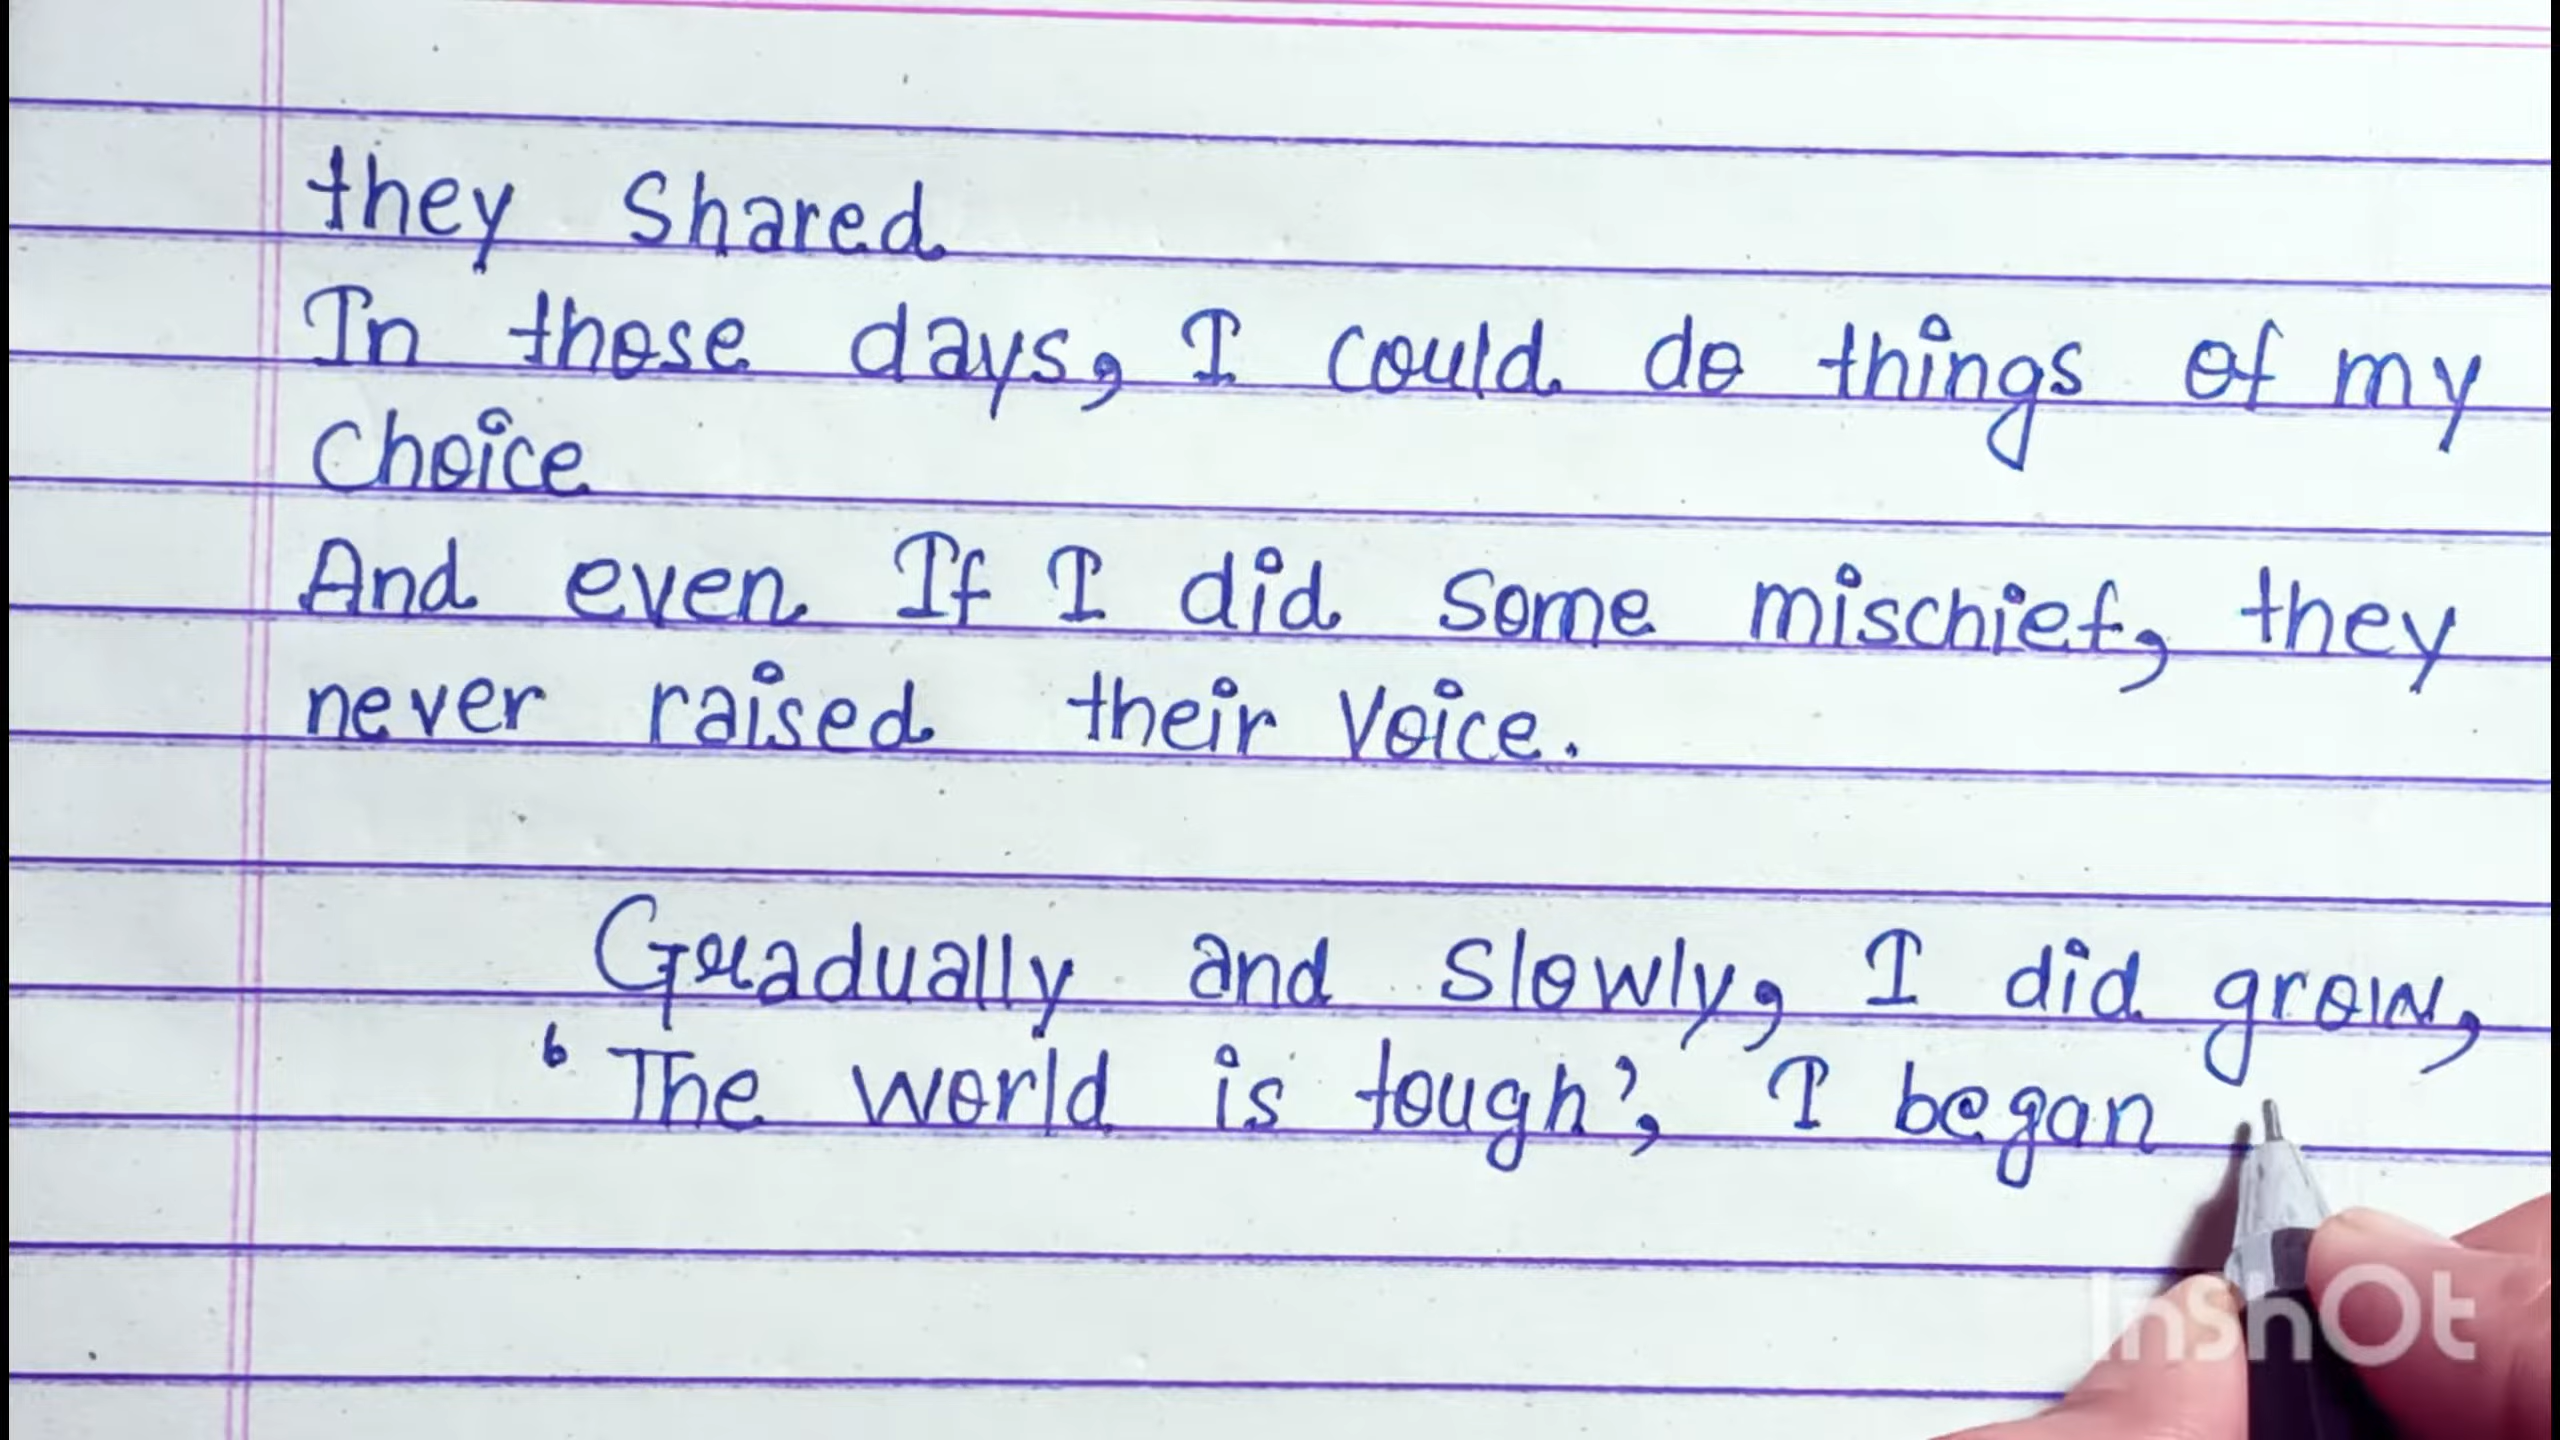 they shared
In those days, I could do things of my
choice
And even If I did some mischief, they
never raised their voice.
Gradually and slowly, I did grow,
‘The world is tough’, I began
InShOt